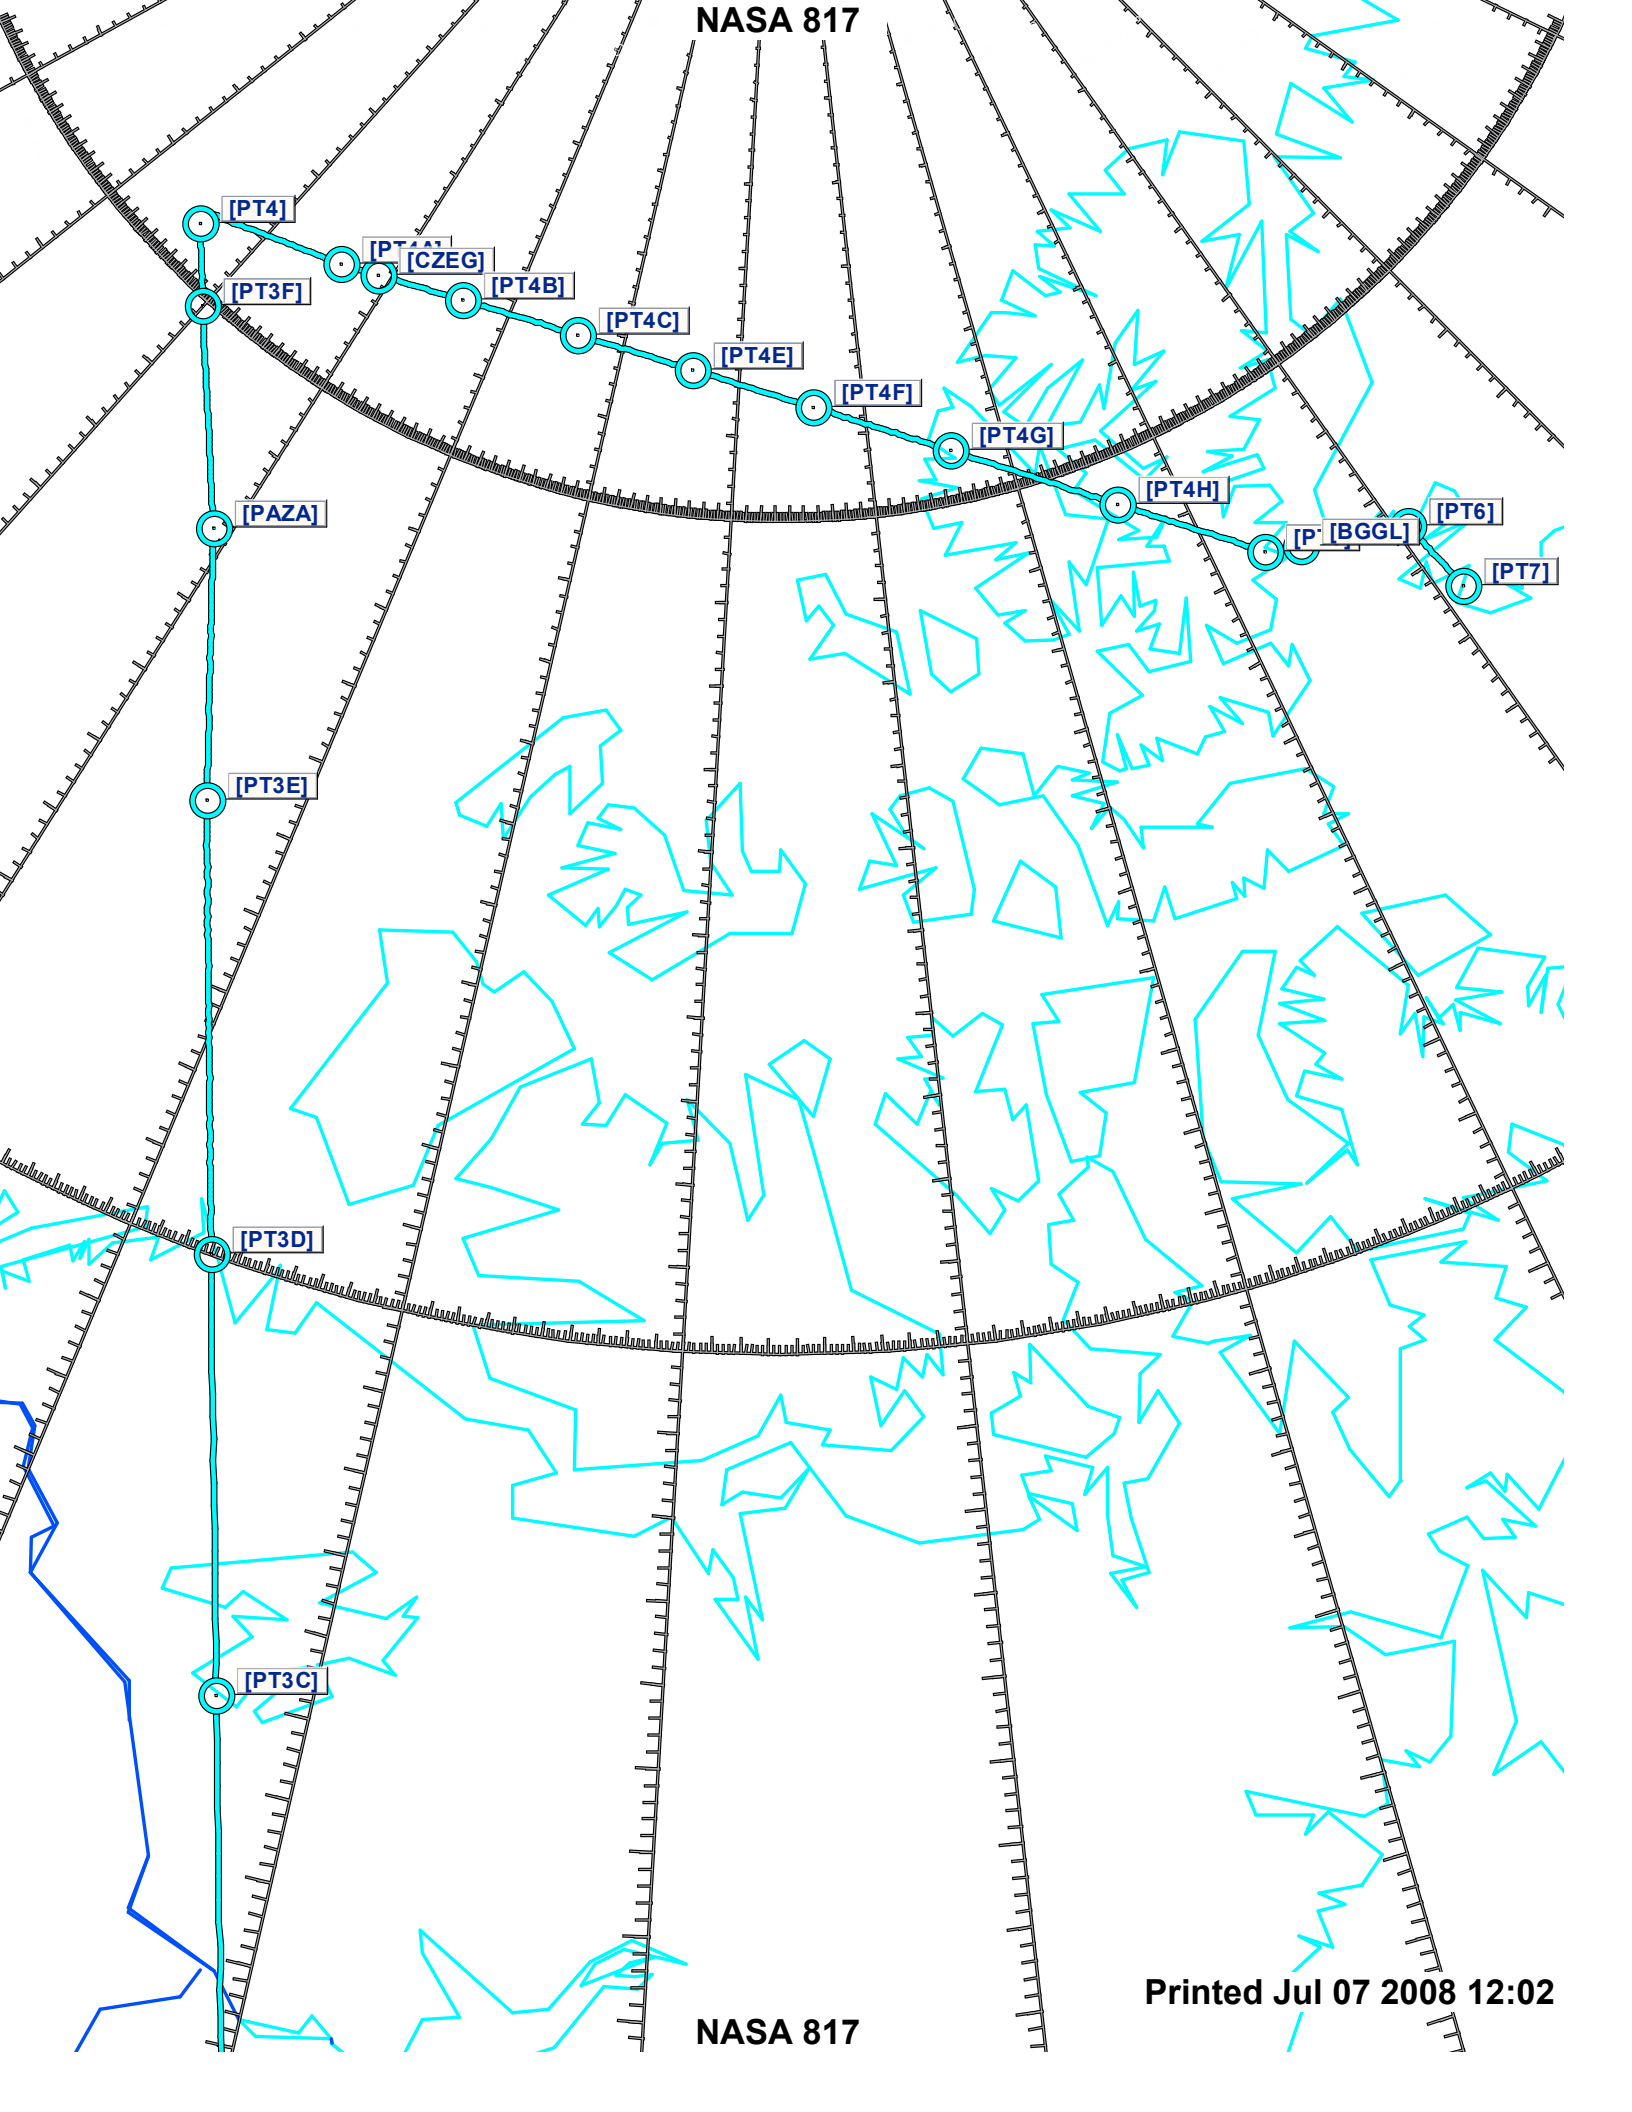 NASA 817
[PT4]
[CZEG]
[PT3F]
[PT4B]
[PT4C]
[PT4E]
[PT4F]
[PT4G]
[PT4H]
[PAZA]
[PT6]
[BGGL]
[PT7]
[PT3E]
[PT3D]
[PT3C]
Printed Jul 07 2008 12:02
NASA 817